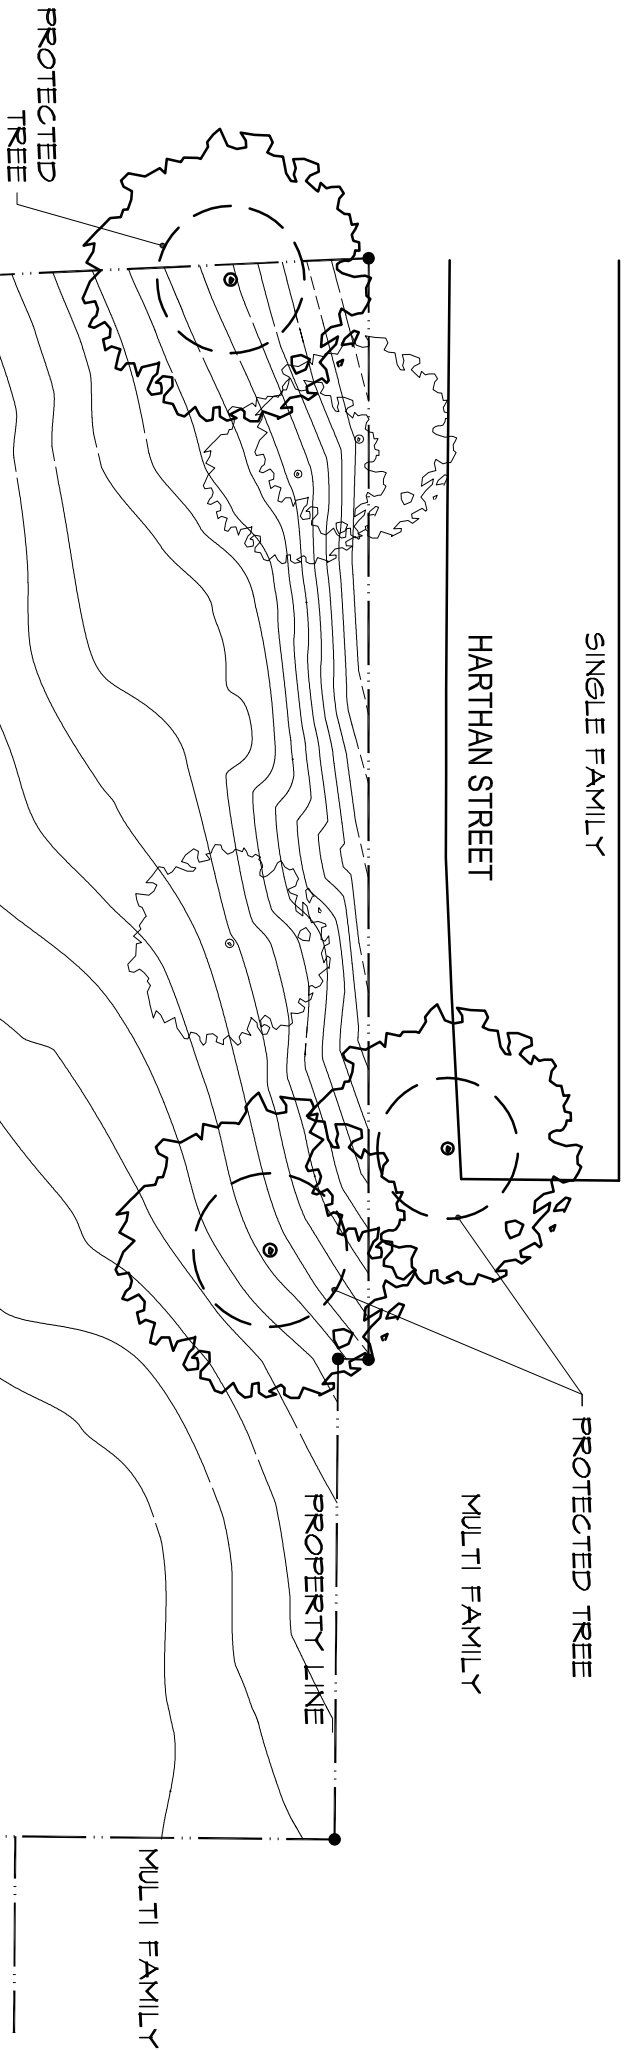 PROTECTED
TREE
SINGLE FAMILY
HARTHAN STREET
PROTECTED TREE
MULTI FAMILY
PROPERTY LINE
MULTI FAMILY